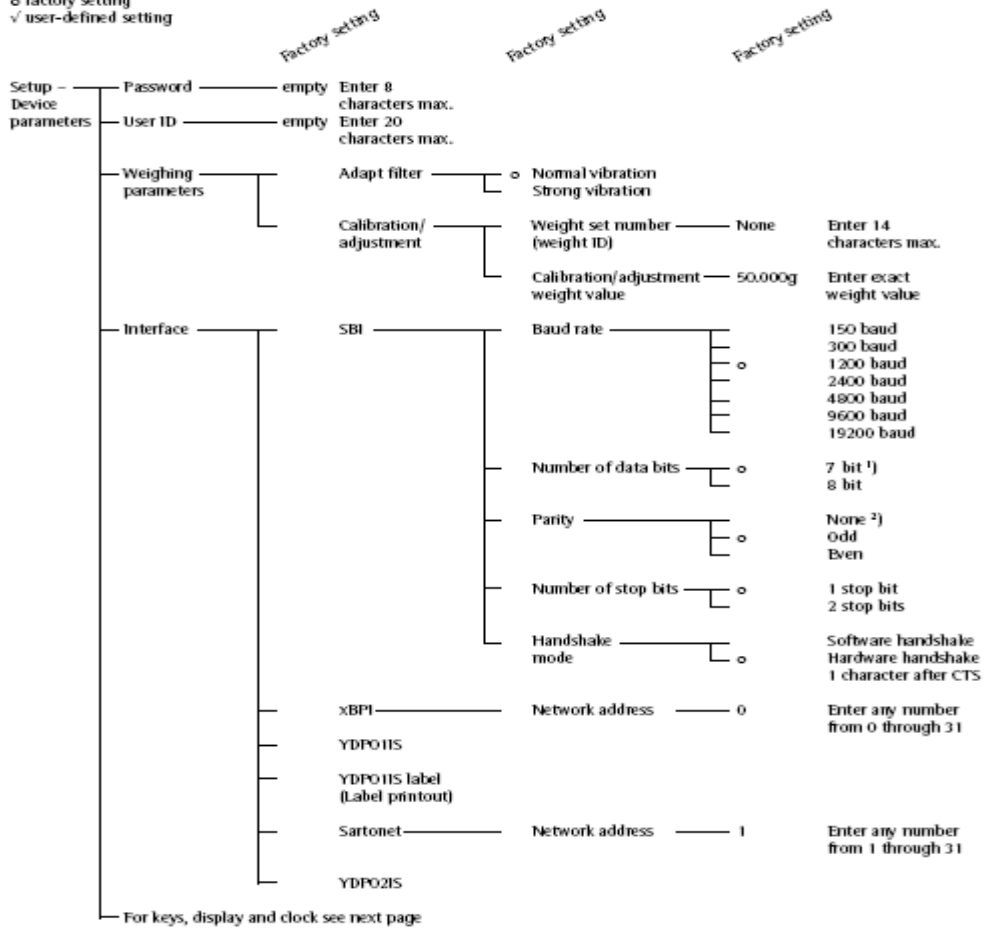 o factory setting
√ user-defined setting
Factory setting Factory setting Factory setting
Setup – Password empty Enter 8
Device characters max.
parameters User ID empty Enter 20
characters max.
Weighing Adapt filter o Normal vibration
parameters Strong vibration
Calibration/ Weight set number None Enter 14
adjustment (weight ID) characters max.
Calibration/adjustment 50.000g Enter exact
weight value weight value
Interface SBI Baud rate 150 baud
300 baud
o 1200 baud
2400 baud
4800 baud
9600 baud
19200 baud
Number of data bits o 7 bit ¹)
8 bit
Parity None ²)
o Odd
Even
Number of stop bits o 1 stop bit
2 stop bits
Handshake Software handshake
mode o Hardware handshake
1 character after CTS
xBPI Network address 0 Enter any number
from 0 through 31
YDP01IS
YDP01IS label
(Label printout)
Sartonet Network address 1 Enter any number
from 1 through 31
YDP02IS
For keys, display and clock see next page